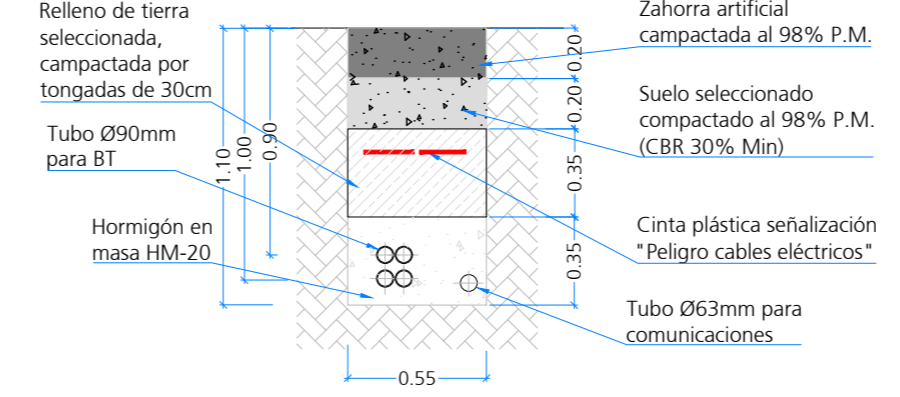 Relleno de tierra
seleccionada,
campactada por
tongadas de 30cm
Tubo Ø90mm
para BT
Hormigón en
masa HM-20
1.10
1.00
0.90
0.20
0.20
0.35
0.35
0.55
Zahorra artificial
campactada al 98% P.M.
Suelo seleccionado
compactado al 98% P.M.
(CBR 30% Min)
Cinta plástica señalización
"Peligro cables eléctricos"
Tubo Ø63mm para
comunicaciones